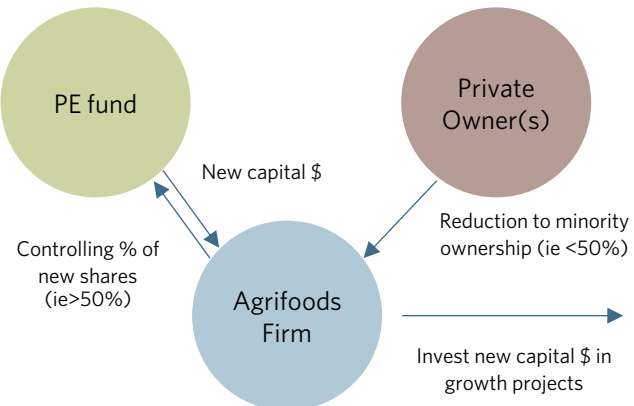 PE fund
Private
Owner(s)
New capital $
Controlling % of
new shares
(ie>50%)
Reduction to minority
ownership (ie <50%)
Agrifoods
Firm
Invest new capital $ in
growth projects